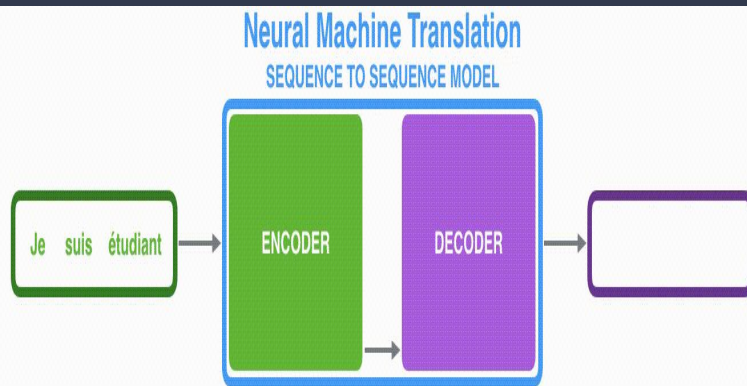 Neural Machine Translation
SEQUENCE TO SEQUENCE MODEL
Je suis étudiant
ENCODER
DECODER